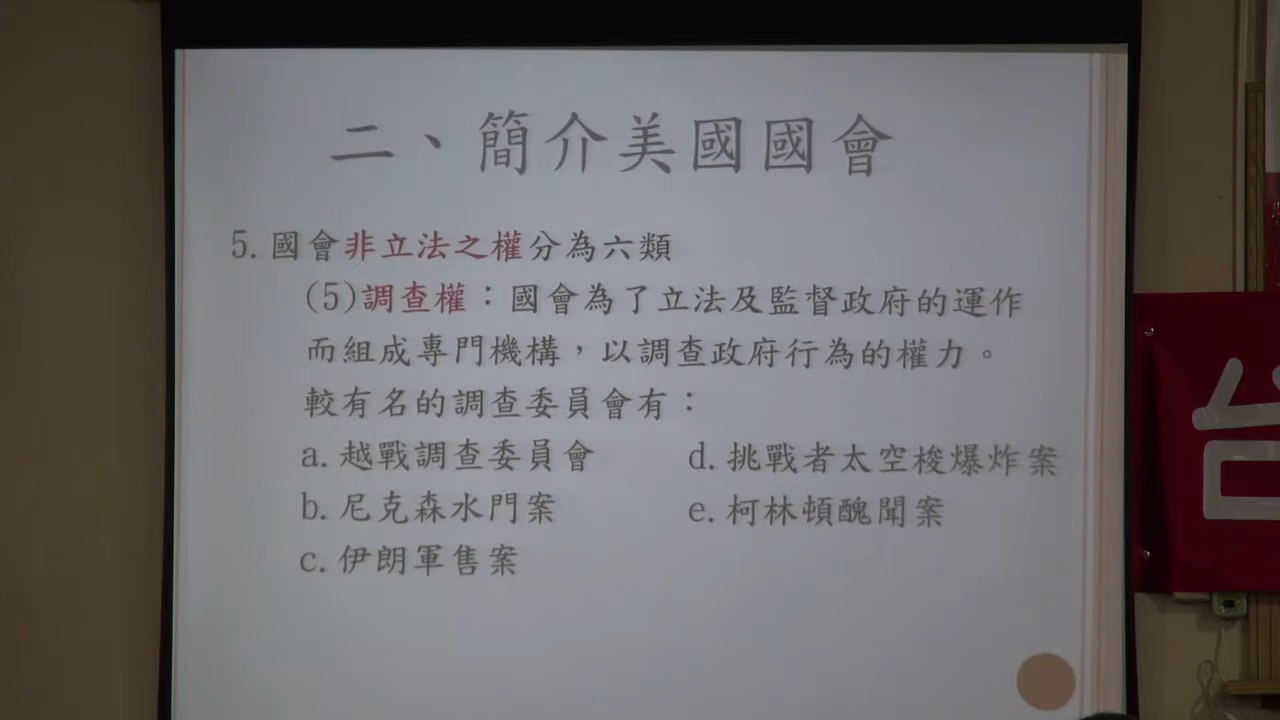 二、簡介美國國會
5.國會非立法之權分為六類
(5)調查權：國會為了立法及監督政府的運作
而組成專門機構，以調查政府行為的權力。
較有名的調查委員會有：
a.越戰調查委員會
b.尼克森水門案
c.伊朗軍售案
d.挑戰者太空梭爆炸案
e.柯林頓醜聞案
台